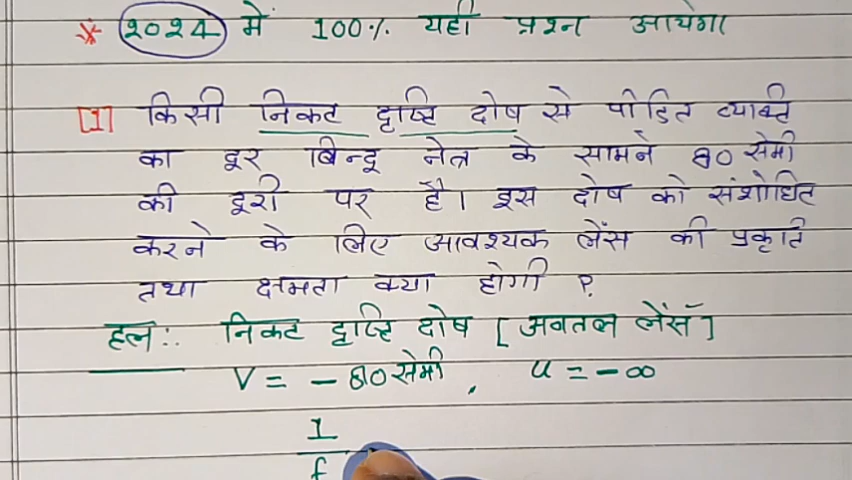 * 2024 में 100% यही प्रश्न आयेगा
[1] किसी निकट दृष्टि दोष से पीडित व्यक्ति
का दूर बिन्दू नेत्र के सामने 80 सेमी
की दूरी पर है। इस दोष को संशोधित
करने के लिए आवश्यक लेंस की प्रकृति
तथा क्षमता क्या होगी ?
हल:. निकट दृष्टि दोष [अवतल लेंस]
V = - 80 सेमी, u = - ∞
1
f